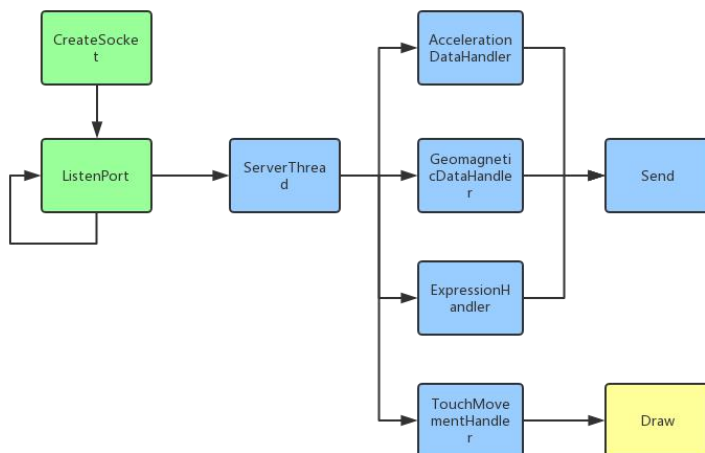 CreateSocke
t
ListenPort
ServerThrea
d
Acceleration
DataHandler
Geomagneti
cDataHandle
r
ExpressionH
andler
TouchMove
mentHandle
r
Send
Draw